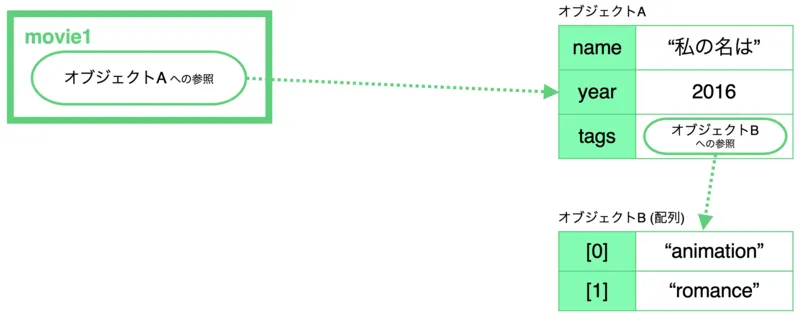 movie1
オブジェクトA への参照
オブジェクトA
name “私の名は”
year 2016
tags オブジェクトB
への参照
オブジェクトB (配列)
[0] “animation”
[1] “romance”